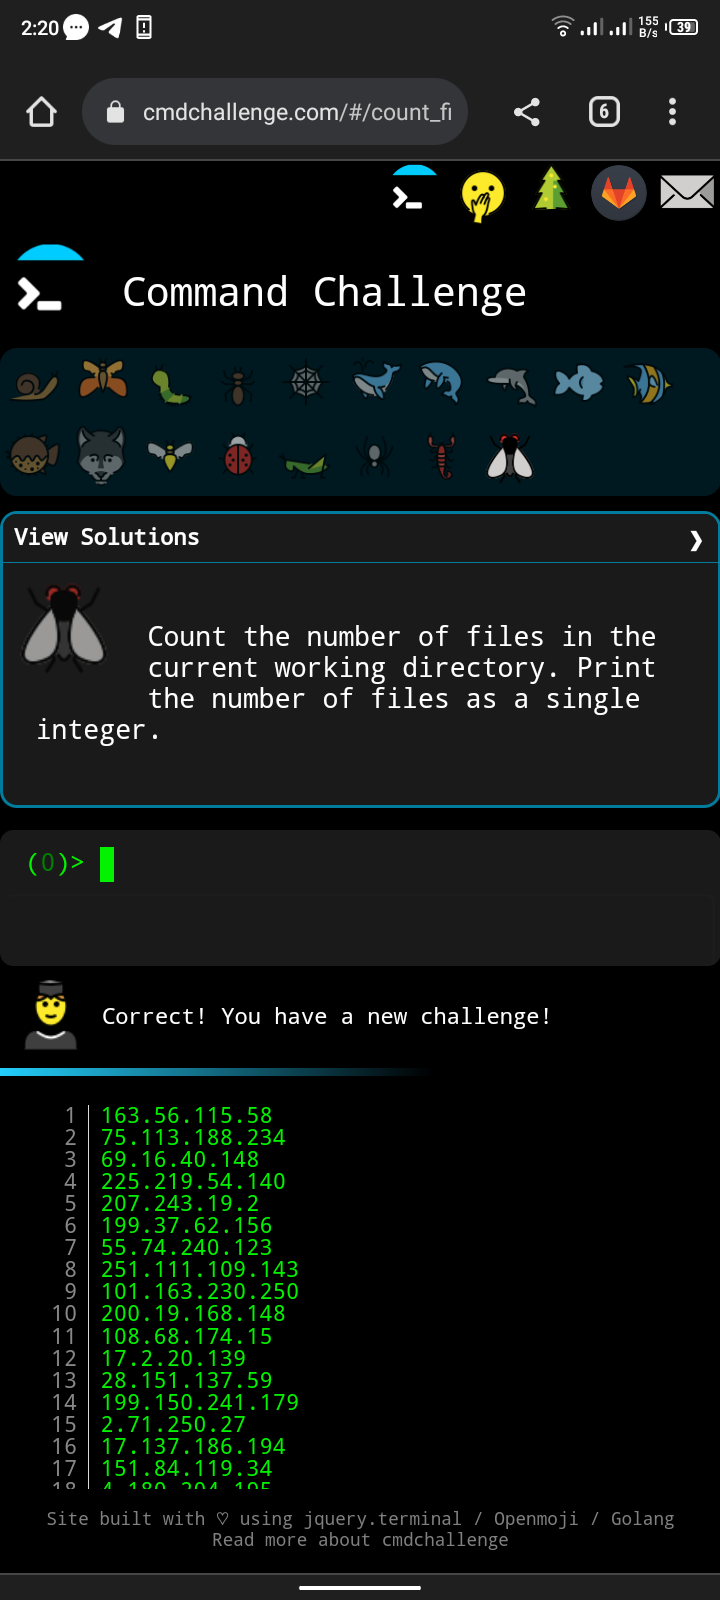 2:20
155 B/s
39
cmdchallenge.com/#/count_fi
6
Command Challenge
View Solutions ❯
Count the number of files in the
current working directory. Print
the number of files as a single
integer.
(0)>
Correct! You have a new challenge!
1 163.56.115.58
2 75.113.188.234
3 69.16.40.148
4 225.219.54.140
5 207.243.19.2
6 199.37.62.156
7 55.74.240.123
8 251.111.109.143
9 101.163.230.250
10 200.19.168.148
11 108.68.174.15
12 17.2.20.139
13 28.151.137.59
14 199.150.241.179
15 2.71.250.27
16 17.137.186.194
17 151.84.119.34
18
Site built with ♡ using jquery.terminal / Openmoji / Golang
Read more about cmdchallenge